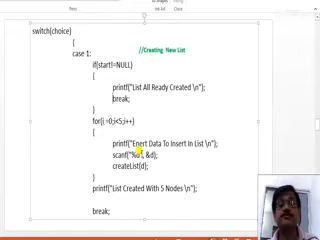 switch(choice)
{
//Creating New List
case 1:
if(start!=NULL)
{
printf("List All Ready Created \n");
break;
}
for(i =0;i<5;i++)
{
printf("Enert Data To Insert In List \n");
scanf("%d", &d);
createList(d);
}
printf("List Created With 5 Nodes \n");
break;